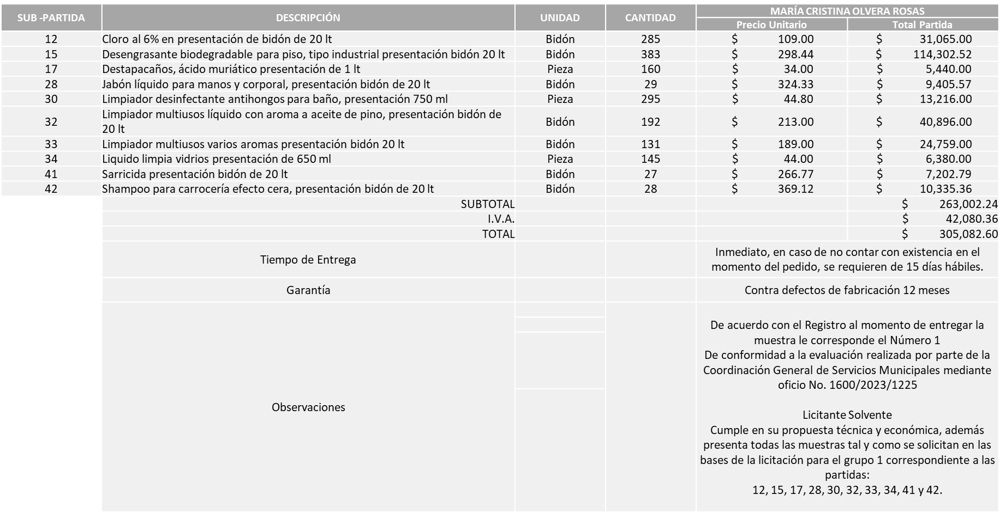 SUB -PARTIDA DESCRIPCIÓN UNIDAD CANTIDAD MARÍA CRISTINA OLVERA ROSAS
Precio Unitario Total Partida
12 Cloro al 6% en presentación de bidón de 20 lt Bidón 285 $ 109.00 $ 31,065.00
15 Desengrasante biodegradable para piso, tipo industrial presentación bidón 20 lt Bidón 383 $ 298.44 $ 114,302.52
17 Destapacaños, ácido muriático presentación de 1 lt Pieza 160 $ 34.00 $ 5,440.00
28 Jabón líquido para manos y corporal, presentación bidón de 20 lt Bidón 29 $ 324.33 $ 9,405.57
30 Limpiador desinfectante antihongos para baño, presentación 750 ml Pieza 295 $ 44.80 $ 13,216.00
32 Limpiador multiusos líquido con aroma a aceite de pino, presentación bidón de
20 lt Bidón 192 $ 213.00 $ 40,896.00
33 Limpiador multiusos varios aromas presentación bidón 20 lt Bidón 131 $ 189.00 $ 24,759.00
34 Liquido limpia vidrios presentación de 650 ml Pieza 145 $ 44.00 $ 6,380.00
41 Sarricida presentación bidón de 20 lt Bidón 27 $ 266.77 $ 7,202.79
42 Shampoo para carrocería efecto cera, presentación bidón de 20 lt Bidón 28 $ 369.12 $ 10,335.36
SUBTOTAL $ 263,002.24
I.V.A. $ 42,080.36
TOTAL $ 305,082.60
Tiempo de Entrega
Inmediato, en caso de no contar con existencia en el
momento del pedido, se requieren de 15 días hábiles.
Garantía Contra defectos de fabricación 12 meses
Observaciones
De acuerdo con el Registro al momento de entregar la
muestra le corresponde el Número 1
De conformidad a la evaluación realizada por parte de la
Coordinación General de Servicios Municipales mediante
oficio No. 1600/2023/1225
Licitante Solvente
Cumple en su propuesta técnica y económica, además
presenta todas las muestras tal y como se solicitan en las
bases de la licitación para el grupo 1 correspondiente a las
partidas:
12, 15, 17, 28, 30, 32, 33, 34, 41 y 42.